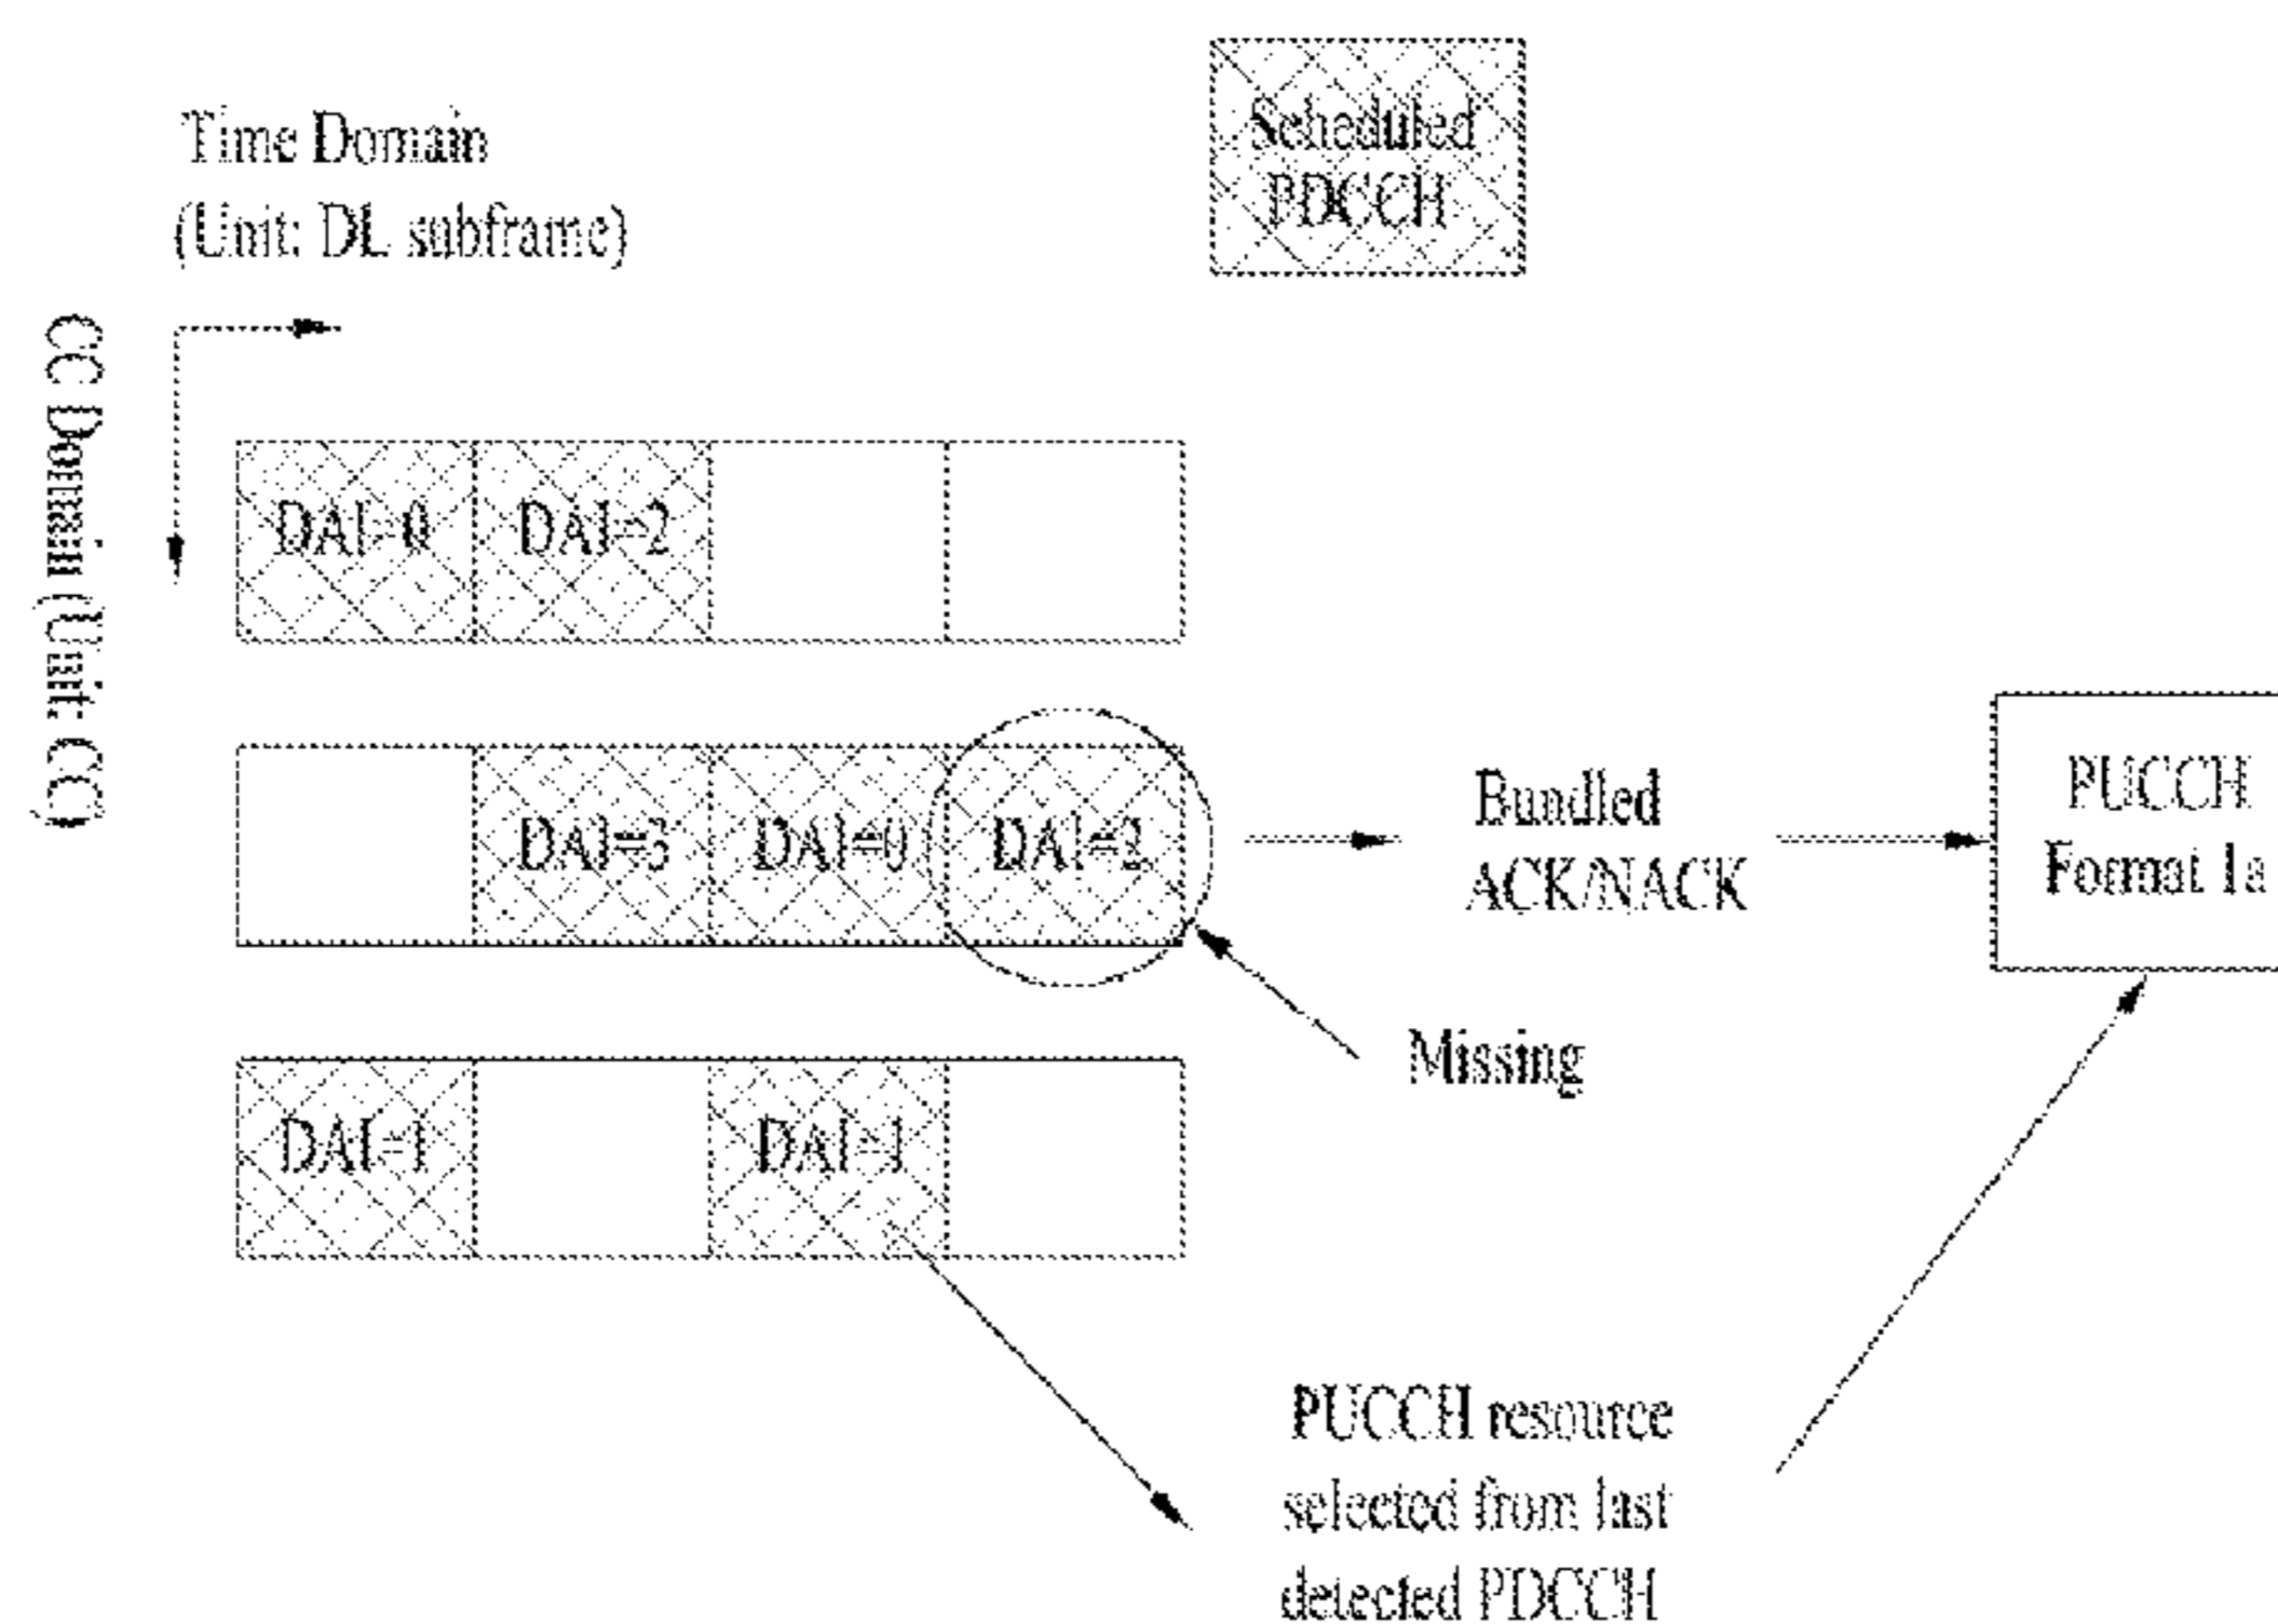 Time Domain
(Unit: DL subframe)
Scheduled
PDCCH
CC Domain (Unit: CC)
DAI=0
DAI=2
DAI=3
DAI=0
DAI=2
Bundled
ACK/NACK
PUCCH
Format 1a
Missing
DAI=1
DAI=1
PUCCH resource
selected from last
detected PDCCH